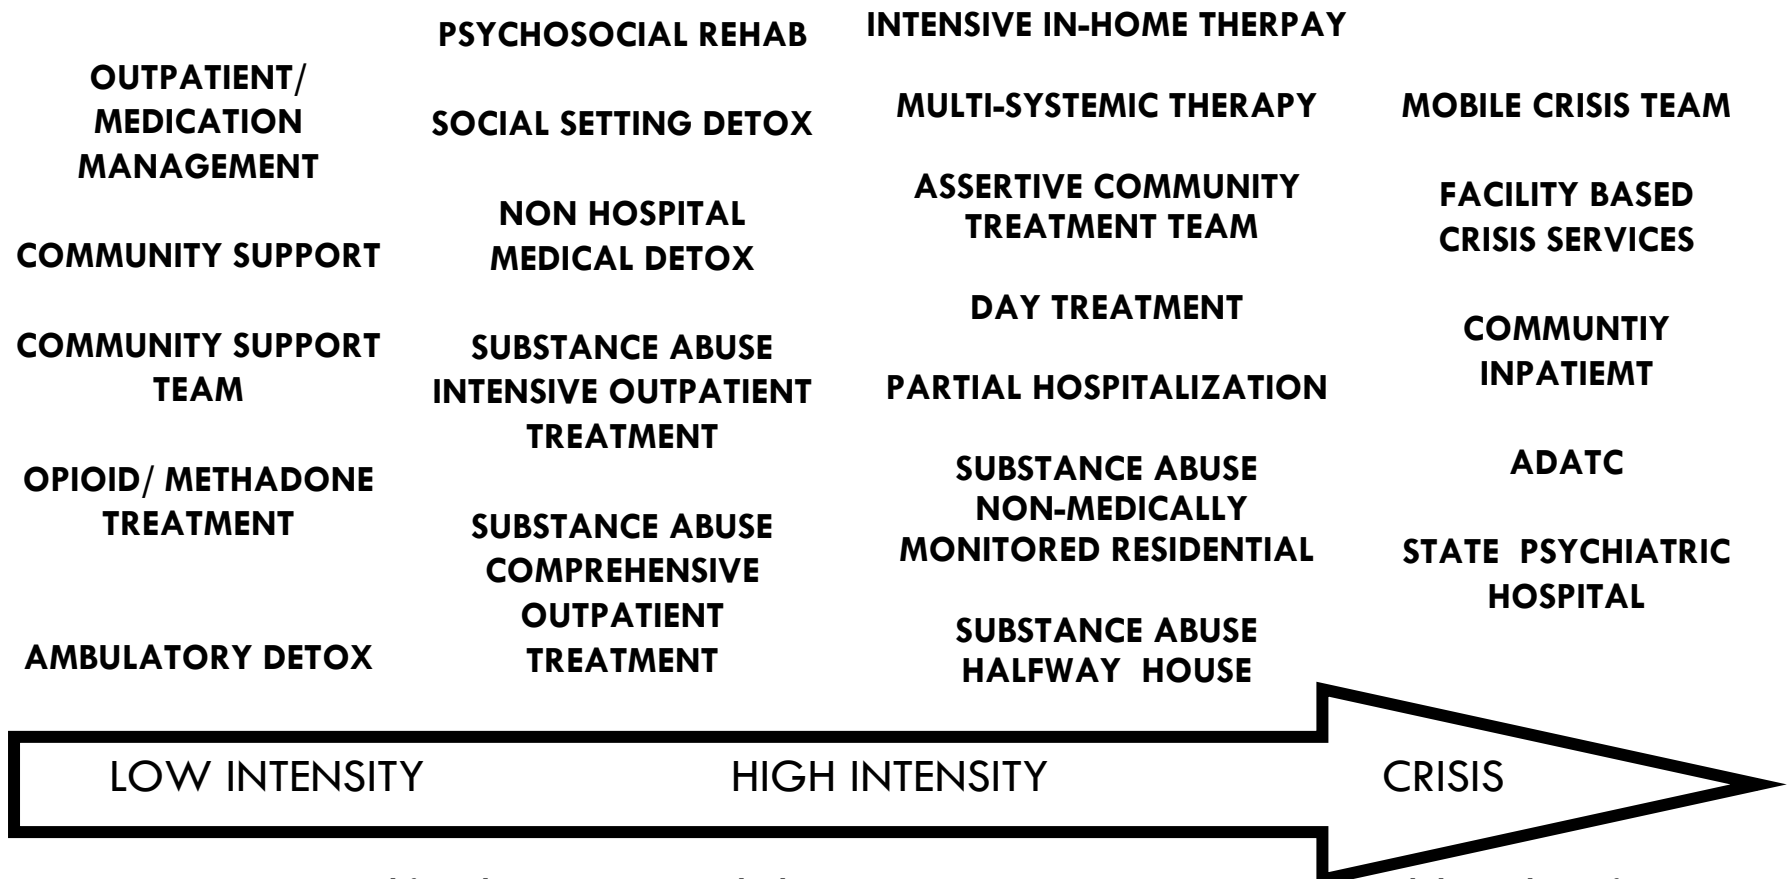 OUTPATIENT/
MEDICATION
MANAGEMENT
COMMUNITY SUPPORT
COMMUNITY SUPPORT
TEAM
OPIOID/ METHADONE
TREATMENT
AMBULATORY DETOX
PSYCHOSOCIAL REHAB
SOCIAL SETTING DETOX
NON HOSPITAL
MEDICAL DETOX
SUBSTANCE ABUSE
INTENSIVE OUTPATIENT
TREATMENT
SUBSTANCE ABUSE
COMPREHENSIVE
OUTPATIENT
TREATMENT
INTENSIVE IN-HOME THERPAY
MULTI-SYSTEMIC THERAPY
ASSERTIVE COMMUNITY
TREATMENT TEAM
DAY TREATMENT
PARTIAL HOSPITALIZATION
SUBSTANCE ABUSE
NON-MEDICALLY
MONITORED RESIDENTIAL
SUBSTANCE ABUSE
HALFWAY HOUSE
MOBILE CRISIS TEAM
FACILITY BASED
CRISIS SERVICES
COMMUNTIY
INPATIEMT
ADATC
STATE PSYCHIATRIC
HOSPITAL
LOW INTENSITY
HIGH INTENSITY
CRISIS